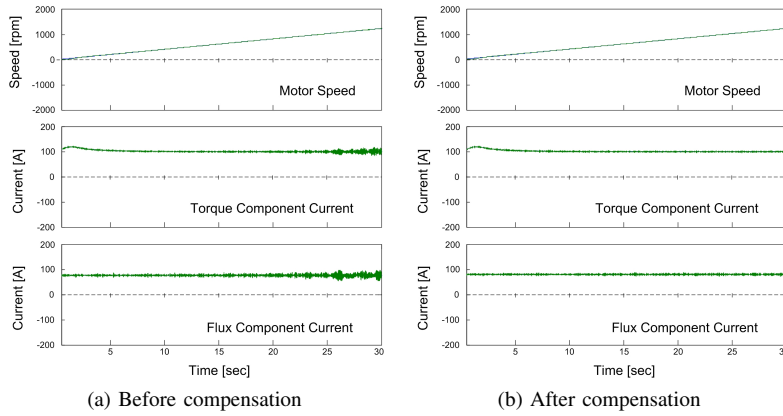 2000
1000
0
-1000
-2000
Speed [rpm]
Motor Speed
200
100
0
-100
-200
Current [A]
Torque Component Current
200
100
0
-100
-200
Current [A]
Flux Component Current
5 10 15 20 25 30
Time [sec]
(a) Before compensation
2000
1000
0
-1000
-2000
Speed [rpm]
Motor Speed
200
100
0
-100
-200
Current [A]
Torque Component Current
200
100
0
-100
-200
Current [A]
Flux Component Current
5 10 15 20 25 30
Time [sec]
(b) After compensation